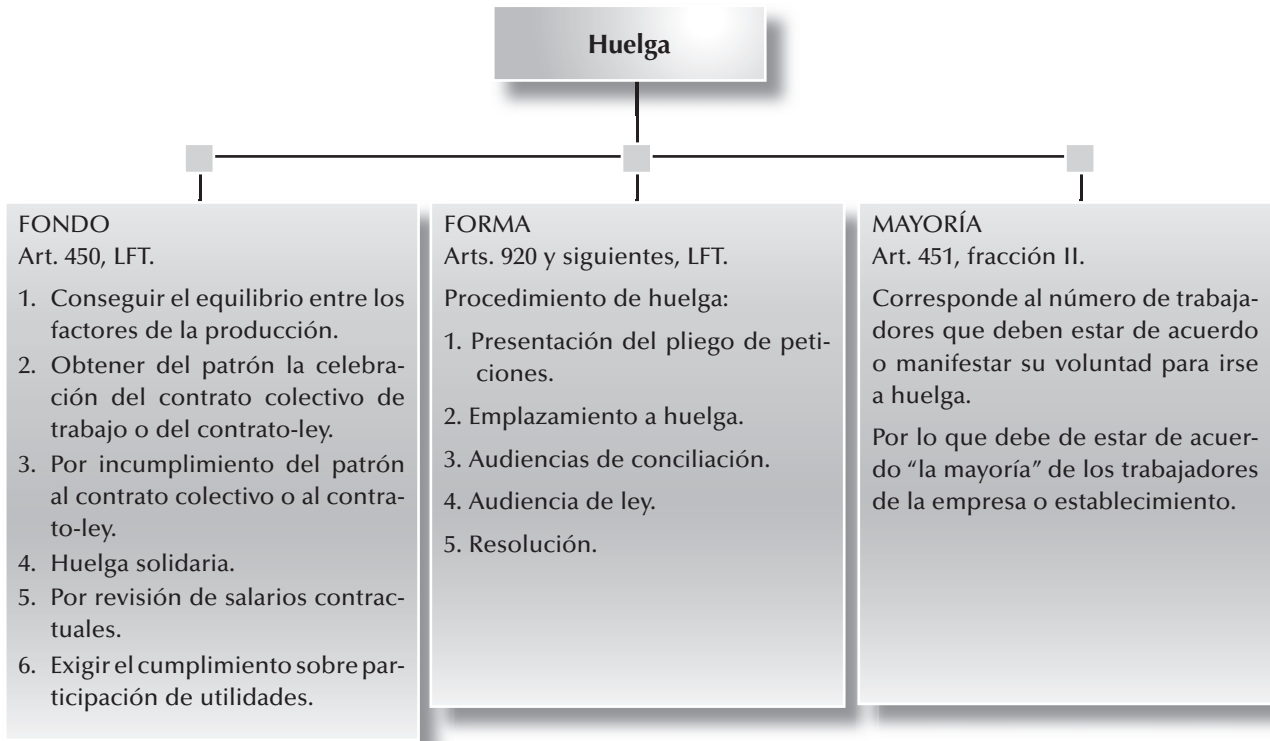 Huelga
FONDO
Art. 450, LFT.
1. Conseguir el equilibrio entre los
factores de la producción.
2. Obtener del patrón la celebra-
ción del contrato colectivo de
trabajo o del contrato-ley.
3. Por incumplimiento del patrón
al contrato colectivo o al contra-
to-ley.
4. Huelga solidaria.
5. Por revisión de salarios contrac-
tuales.
6. Exigir el cumplimiento sobre par-
ticipación de utilidades.
FORMA
Arts. 920 y siguientes, LFT.
Procedimiento de huelga:
1. Presentación del pliego de peti-
ciones.
2. Emplazamiento a huelga.
3. Audiencias de conciliación.
4. Audiencia de ley.
5. Resolución.
MAYORÍA
Art. 451, fracción II.
Corresponde al número de trabaja-
dores que deben estar de acuerdo
o manifestar su voluntad para irse
a huelga.
Por lo que debe de estar de acuer-
do “la mayoría” de los trabajadores
de la empresa o establecimiento.